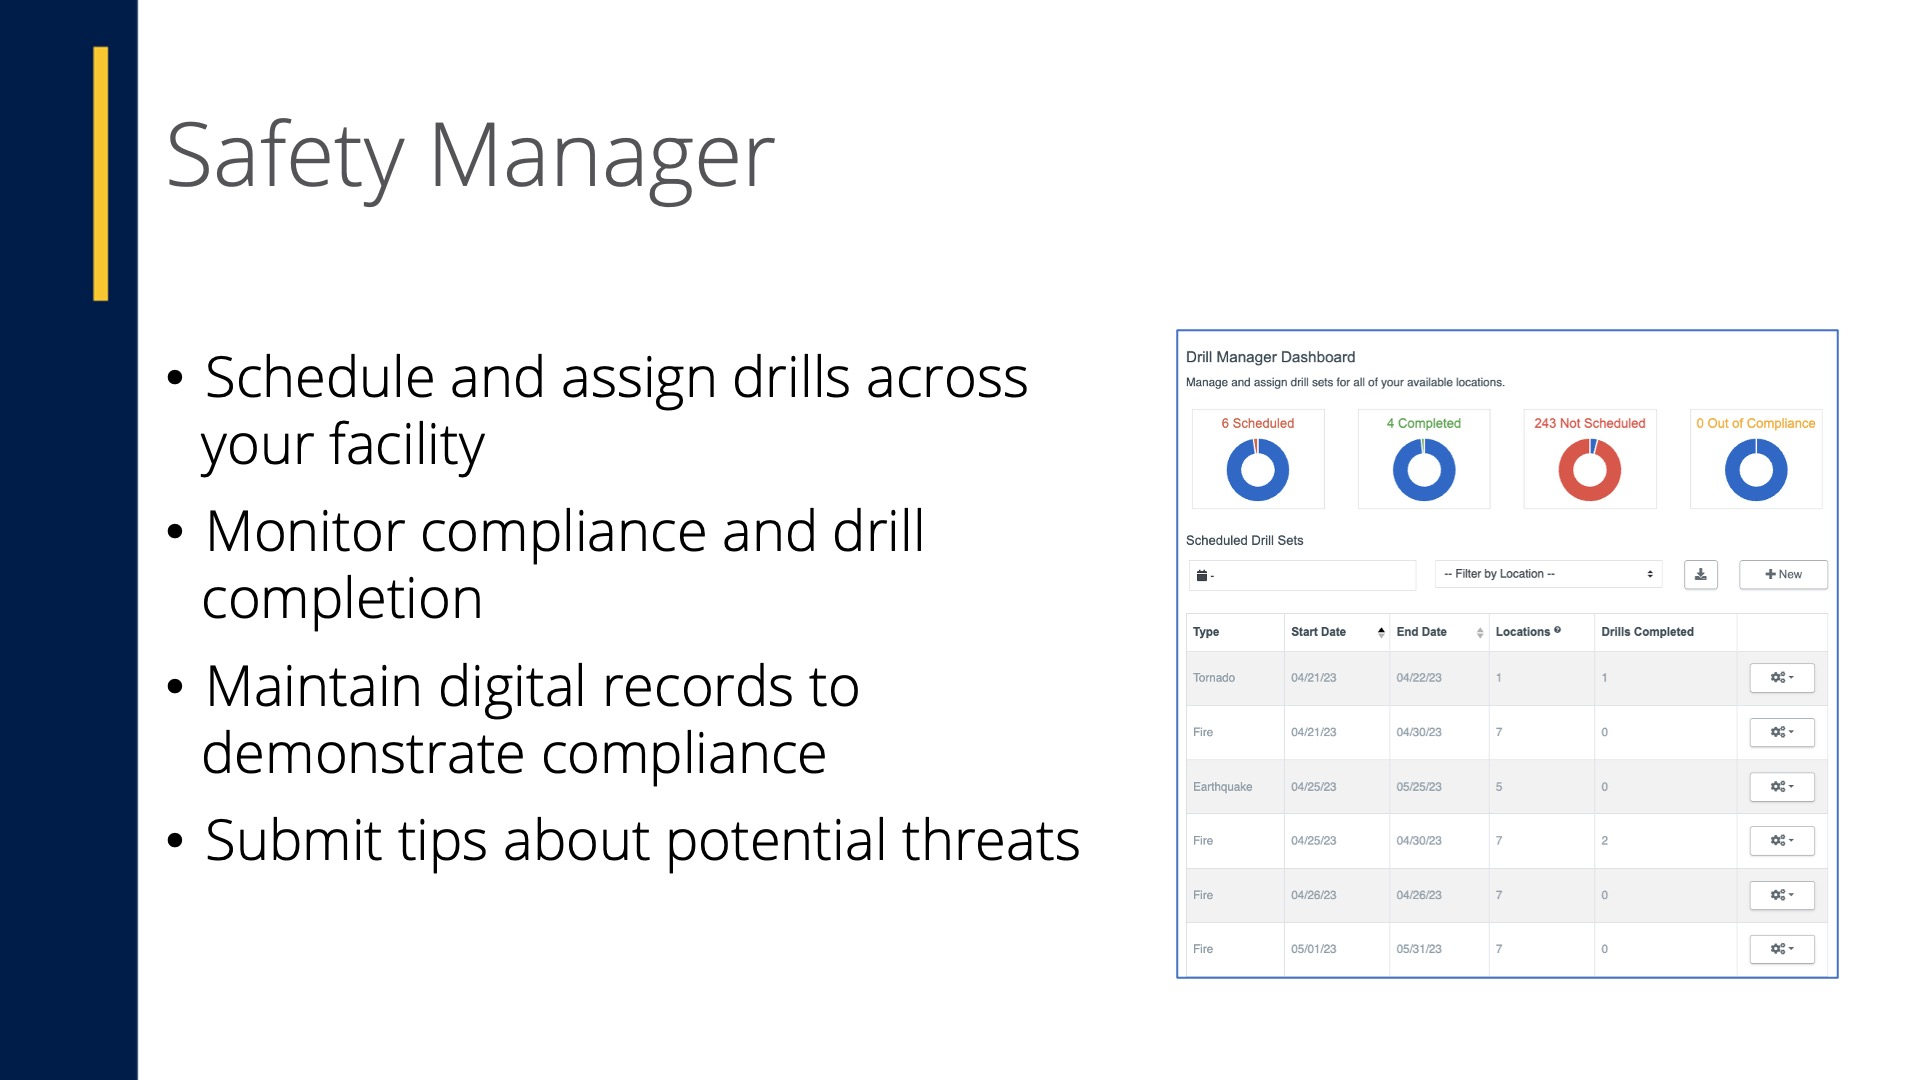 Safety Manager
• Schedule and assign drills across
your facility
• Monitor compliance and drill
completion
• Maintain digital records to
demonstrate compliance
• Submit tips about potential threats
Drill Manager Dashboard
Manage and assign drill sets for all of your available locations.
6 Scheduled 4 Completed 243 Not Scheduled 0 Out of Compliance
Scheduled Drill Sets
- -- Filter by Location -- + New
Type Start Date End Date Locations Drills Completed
Tornado 04/21/23 04/22/23 1 1
Fire 04/21/23 04/30/23 7 0
Earthquake 04/25/23 05/25/23 5 0
Fire 04/25/23 04/30/23 7 2
Fire 04/26/23 04/26/23 7 0
Fire 05/01/23 05/31/23 7 0